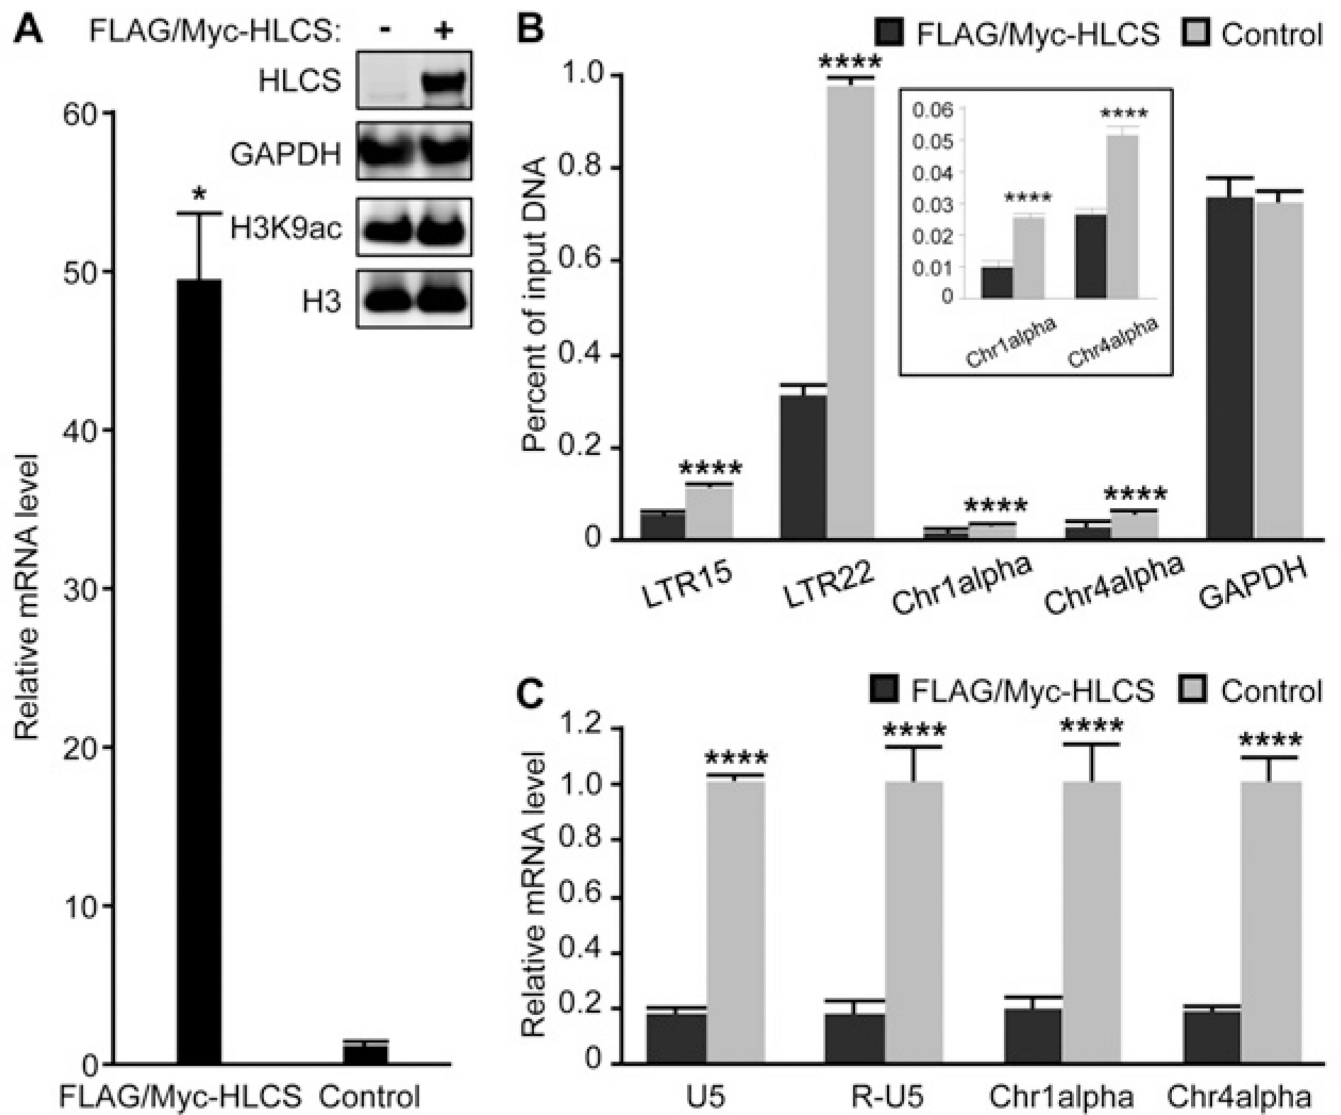 A
FLAG/Myc-HLCS: - +
HLCS
GAPDH
H3K9ac
H3
Relative mRNA level
60
50
40
30
20
10
0
*
FLAG/Myc-HLCS Control
B
FLAG/Myc-HLCS Control
Percent of input DNA
1.0
0.8
0.6
0.4
0.2
0
****
****
****
****
0.06
0.05
0.04
0.03
0.02
0.01
0
****
****
Chr1alpha Chr4alpha
LTR15 LTR22 Chr1alpha Chr4alpha GAPDH
C
FLAG/Myc-HLCS Control
Relative mRNA level
1.2
1.0
0.8
0.6
0.4
0.2
0
**** **** **** ****
U5 R-U5 Chr1alpha Chr4alpha